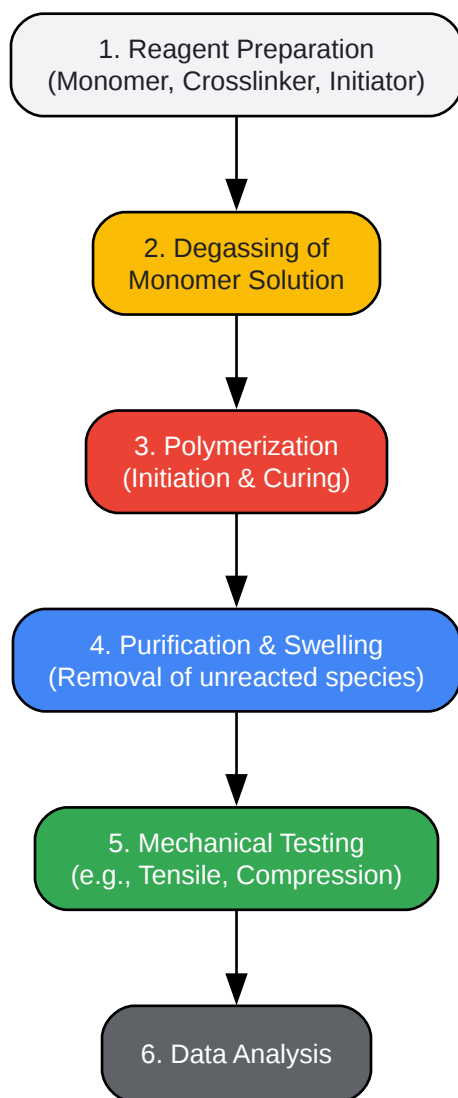 1. Reagent Preparation
(Monomer, Crosslinker, Initiator)
2. Degassing of
Monomer Solution
3. Polymerization
(Initiation & Curing)
4. Purification & Swelling
(Removal of unreacted species)
5. Mechanical Testing
(e.g., Tensile, Compression)
6. Data Analysis